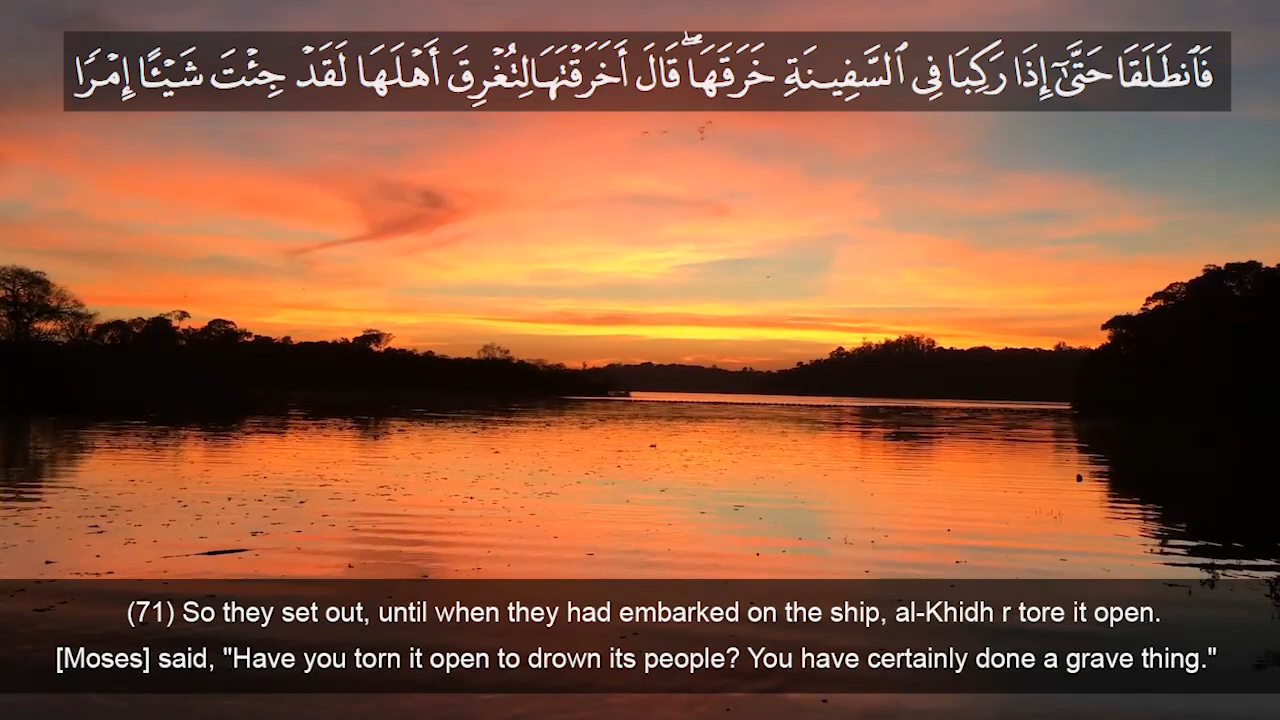 فَٱنطَلَقَا حَتَّىٰٓ إِذَا رَكِبَا فِى ٱلسَّفِينَةِ خَرَقَهَا ۖ قَالَ أَخَرَقْتَهَا لِتُغْرِقَ أَهْلَهَا لَقَدْ جِئْتَ شَيْـًٔا إِمْرًا
(71) So they set out, until when they had embarked on the ship, al-Khidh r tore it open.
[Moses] said, "Have you torn it open to drown its people? You have certainly done a grave thing."